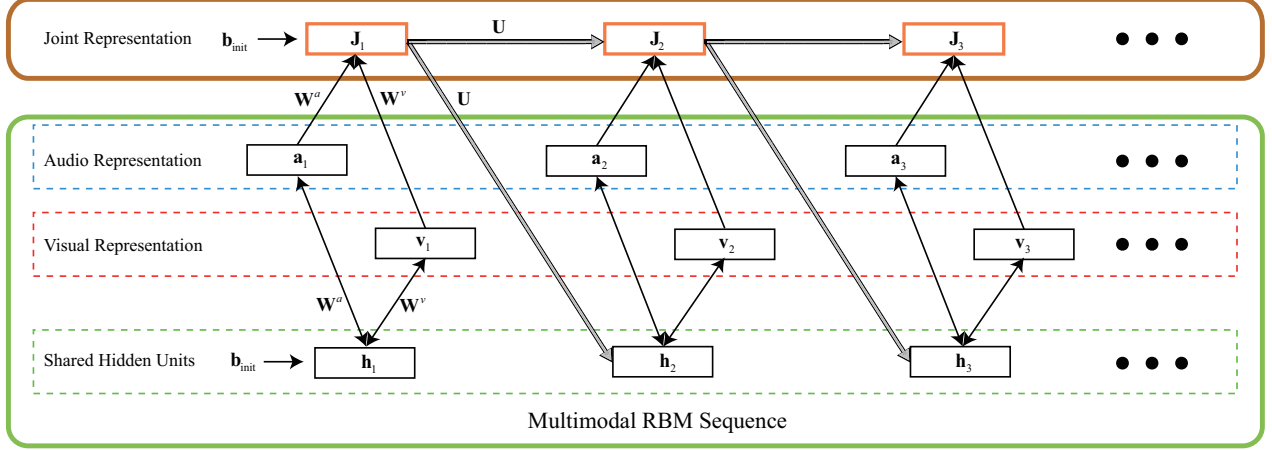 Joint Representation
b_init
J_1
U
J_2
J_3
W^a
W^v
U
Audio Representation
a_1
a_2
a_3
Visual Representation
v_1
v_2
v_3
W^a
W^v
Shared Hidden Units
b_init
h_1
h_2
h_3
Multimodal RBM Sequence